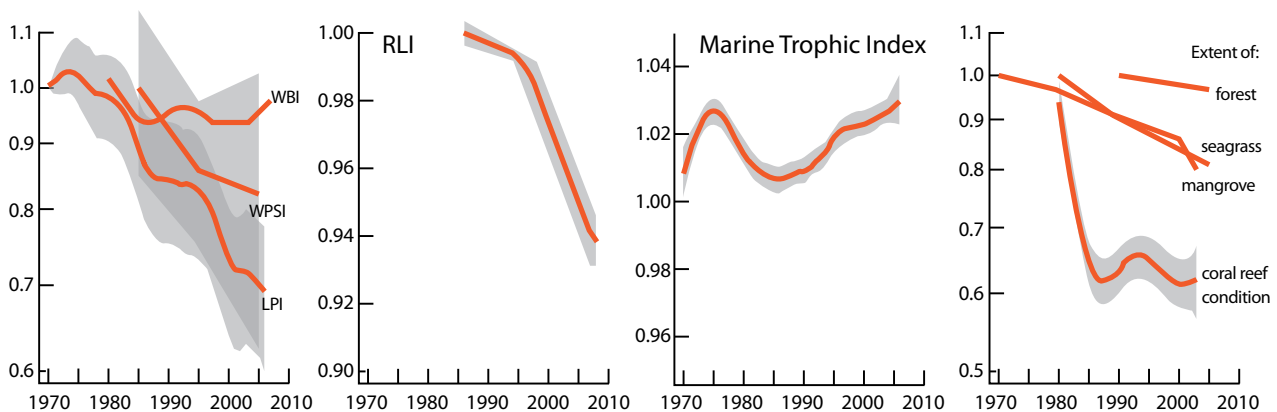 1.1
1.0
0.9
0.8
0.7
0.6
1970 1980 1990 2000 2010
WBI
WPSI
LPI
RLI
1.00
0.98
0.96
0.94
0.92
0.90
1970 1980 1990 2000 2010
Marine Trophic Index
1.04
1.02
1.00
0.98
0.96
1970 1980 1990 2000 2010
1.1
1.0
0.9
0.8
0.7
0.6
0.5
1970 1980 1990 2000 2010
Extent of:
forest
seagrass
mangrove
coral reef
condition